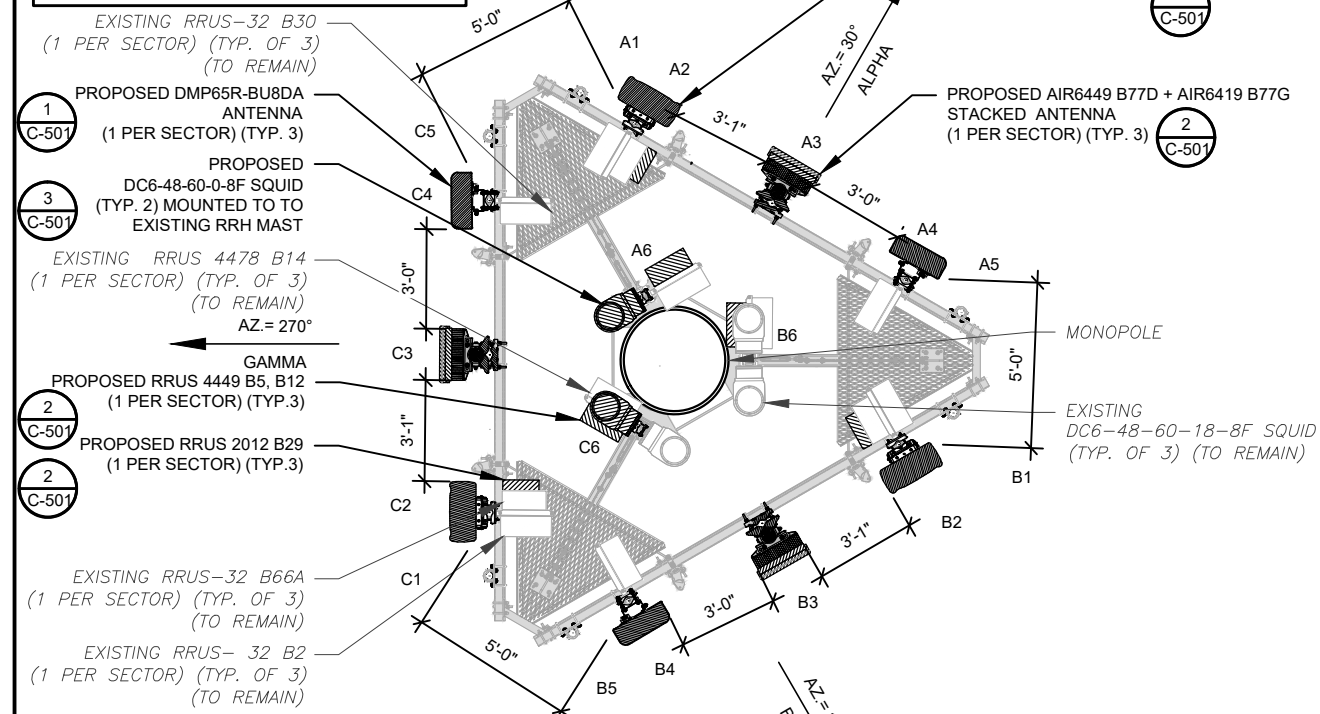 EXISTING RRUS-32 B30
(1 PER SECTOR) (TYP. OF 3)
(TO REMAIN)
1
C-501
PROPOSED DMP65R-BU8DA
ANTENNA
(1 PER SECTOR) (TYP. 3)
3
C-501
PROPOSED
DC6-48-60-0-8F SQUID
(TYP. 2) MOUNTED TO TO
EXISTING RRH MAST
EXISTING RRUS 4478 B14
(1 PER SECTOR) (TYP. OF 3)
(TO REMAIN)
AZ.= 270°
GAMMA
PROPOSED RRUS 4449 B5, B12
(1 PER SECTOR) (TYP.3)
2
C-501
PROPOSED RRUS 2012 B29
(1 PER SECTOR) (TYP.3)
2
C-501
EXISTING RRUS-32 B66A
(1 PER SECTOR) (TYP. OF 3)
(TO REMAIN)
EXISTING RRUS- 32 B2
(1 PER SECTOR) (TYP. OF 3)
(TO REMAIN)
5'-0"
A1
A2
3'-1"
A3
3'-0"
A4
A5
A6
AZ.= 30°
ALPHA
C-501
PROPOSED AIR6449 B77D + AIR6419 B77G
STACKED ANTENNA
(1 PER SECTOR) (TYP. 3)
2
C-501
C5
C4
3'-0"
C3
3'-1"
C2
C1
C6
5'-0"
B6
5'-0"
MONOPOLE
EXISTING
DC6-48-60-18-8F SQUID
(TYP. OF 3) (TO REMAIN)
B1
B2
3'-1"
B3
3'-0"
B4
B5
AZ.=